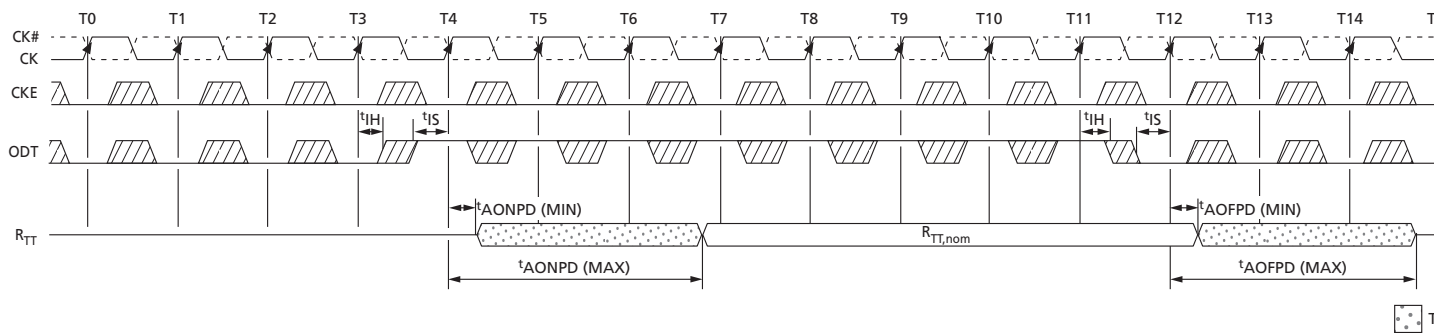 T0 T1 T2 T3 T4 T5 T6 T7 T8 T9 T10 T11 T12 T13 T14 T
CK#
CK
CKE
tIH tIS tIH tIS
ODT
tAONPD (MIN) tAOFPD (MIN)
RTT RTT,nom
tAONPD (MAX) tAOFPD (MAX)
T